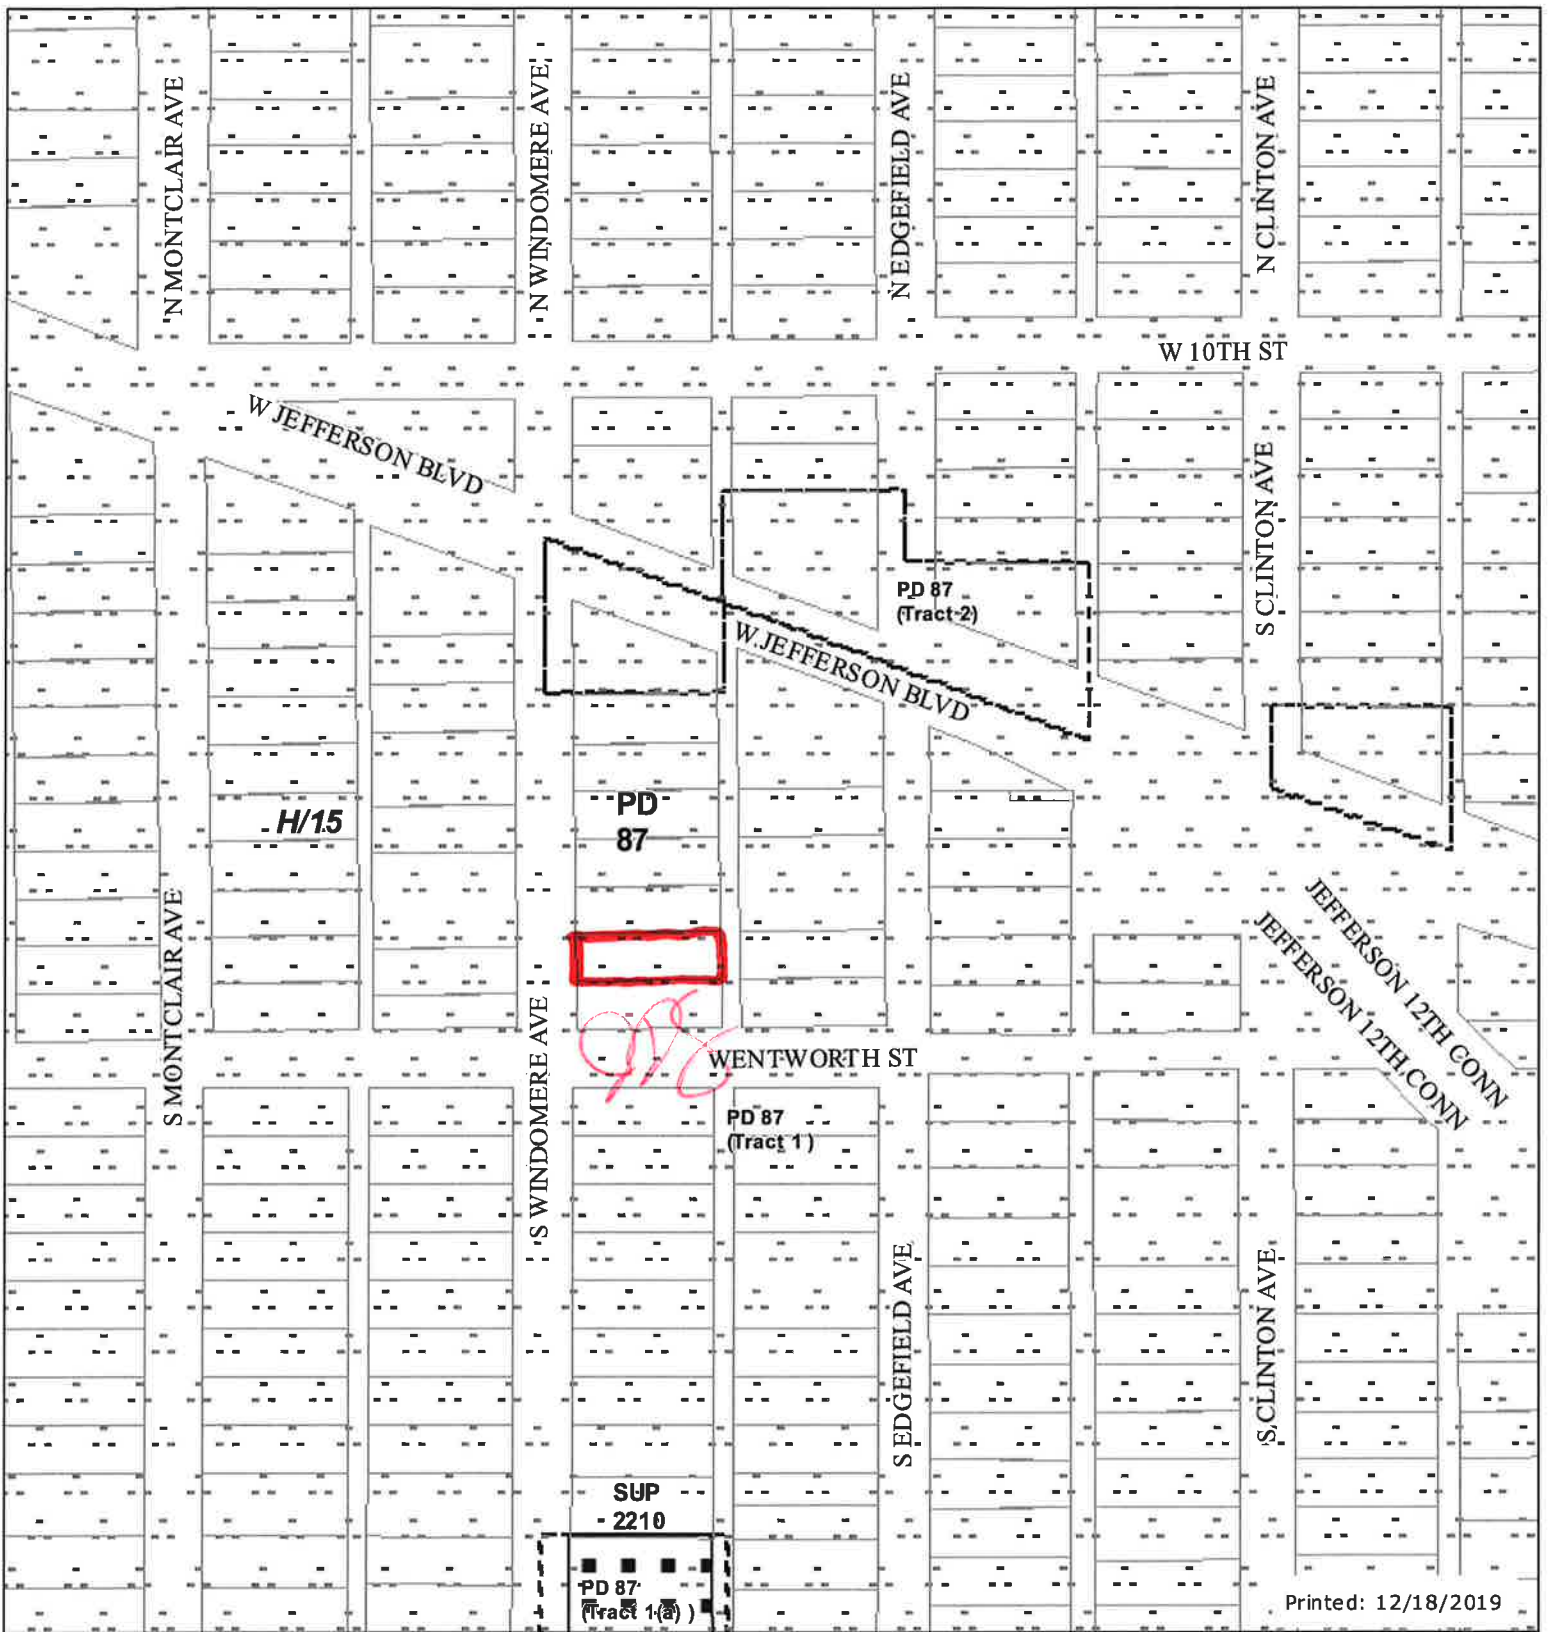 N MONTCLAIR AVE
N WINDOMERE AVE
N EDGEFIELD AVE
N CLINTON AVE
W 10TH ST
W JEFFERSON BLVD
S CLINTON AVE
PD 87
(Tract 2)
W JEFFERSON BLVD
PD
87
H/15
S MONTCLAIR AVE
JEFFERSON 12TH CONN
JEFFERSON 12TH CONN
S WINDOMERE AVE
WENTWORTH ST
PD 87
(Tract 1)
S EDGEFIELD AVE
S CLINTON AVE
SUP
2210
PD 87
(Tract 1(a))
Printed: 12/18/2019